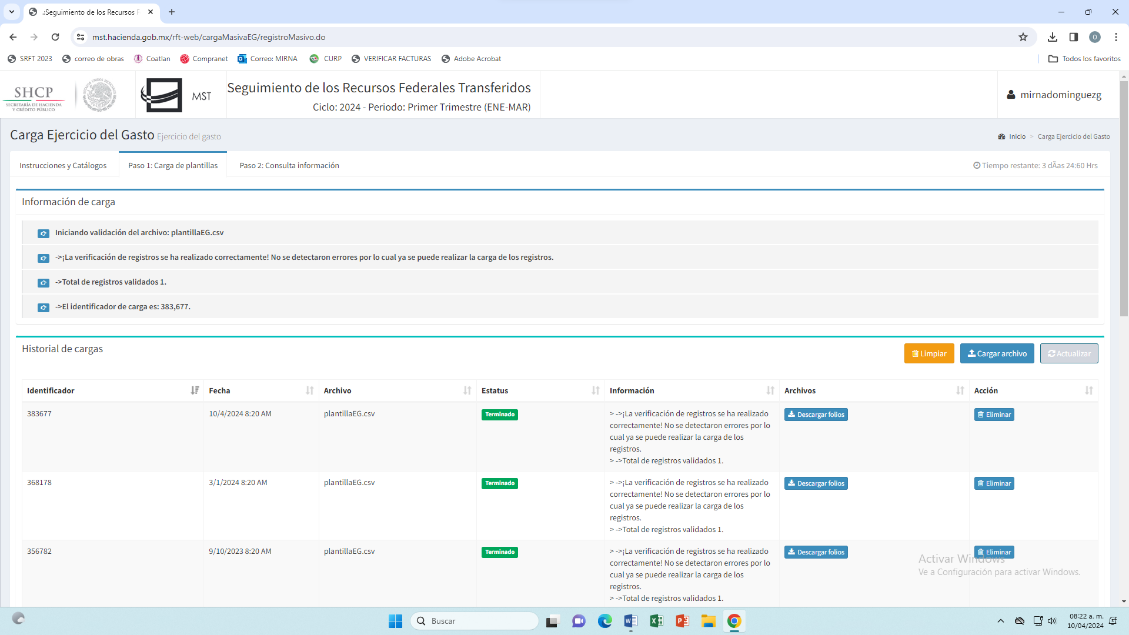 ¿Seguimiento de los Recursos F
mst.hacienda.gob.mx/rft-web/cargaMasivaEG/registroMasivo.do
SRFT 2023
correo de obras
Coatlan
Compranet
Correo MIRNA
CURP
VERIFICAR FACTURAS
Adobe Acrobat
Todos los favoritos
SHCP
SECRETARÍA DE HACIENDA
Y CRÉDITO PÚBLICO
MST
Seguimiento de los Recursos Federales Transferidos
Ciclo: 2024 - Periodo: Primer Trimestre (ENE-MAR)
mirnadominguezg
Carga Ejercicio del Gasto Ejercicio del gasto
Inicio > Carga Ejercicio del Gasto
Instrucciones y Catálogos
Paso 1: Carga de plantillas
Paso 2: Consulta información
Tiempo restante: 3 dÃ­as 24:60 Hrs
Información de carga
Iniciando validación del archivo: plantillaEG.csv
->¡La verificación de registros se ha realizado correctamente! No se detectaron errores por lo cual ya se puede realizar la carga de los registros.
->Total de registros validados 1.
->El identificador de carga es: 383,677.
Historial de cargas
Limpiar
Cargar archivo
Actualizar
Identificador
Fecha
Archivo
Estatus
Información
Archivos
Acción
383677
10/4/2024 8:20 AM
plantillaEG.csv
Terminado
> ->¡La verificación de registros se ha realizado
correctamente! No se detectaron errores por lo
cual ya se puede realizar la carga de los
registros.
> ->Total de registros validados 1.
Descargar folios
Eliminar
368178
3/1/2024 8:20 AM
plantillaEG.csv
Terminado
> ->¡La verificación de registros se ha realizado
correctamente! No se detectaron errores por lo
cual ya se puede realizar la carga de los
registros.
> ->Total de registros validados 1.
Descargar folios
Eliminar
356782
9/10/2023 8:20 AM
plantillaEG.csv
Terminado
> ->¡La verificación de registros se ha realizado
correctamente! No se detectaron errores por lo
cual ya se puede realizar la carga de los
registros.
> ->Total de registros validados 1.
Descargar folios
Eliminar
Activar Windows
Ve a Configuración para activar Windows.
Buscar
08:22 a. m.
10/04/2024